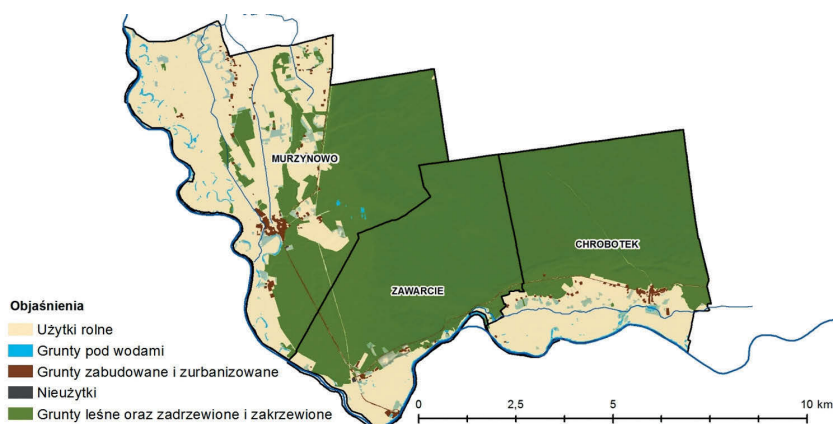 MURZYNOWO
CHROBOTEK
ZAWARCIE
Objaśnienia
Użytki rolne
Grunty pod wodami
Grunty zabudowane i zurbanizowane
Nieużytki
Grunty leśne oraz zadrzewione i zakrzewione
0 2,5 5 10 km